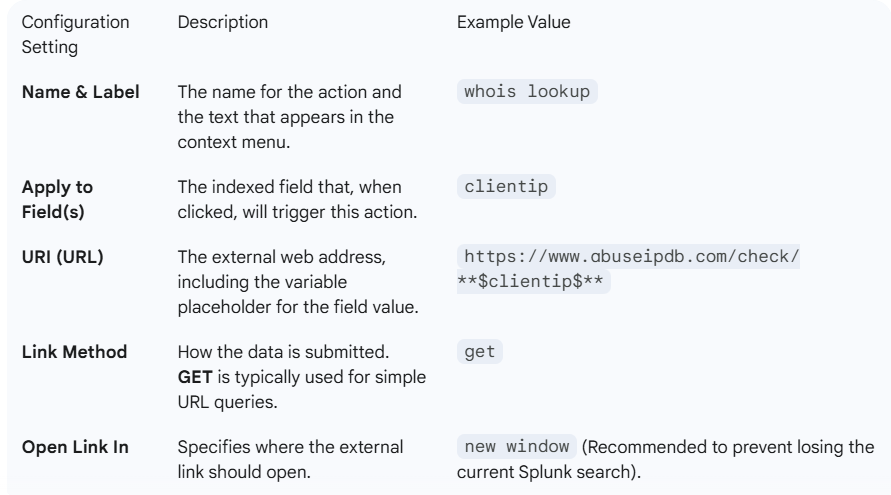 Configuration Setting Description Example Value
Name & Label The name for the action and the text that appears in the context menu. whois lookup
Apply to Field(s) The indexed field that, when clicked, will trigger this action. clientip
URI (URL) The external web address, including the variable placeholder for the field value. https://www.abuseipdb.com/check/**$clientip$**
Link Method How the data is submitted. GET is typically used for simple URL queries. get
Open Link In Specifies where the external link should open. new window (Recommended to prevent losing the current Splunk search).